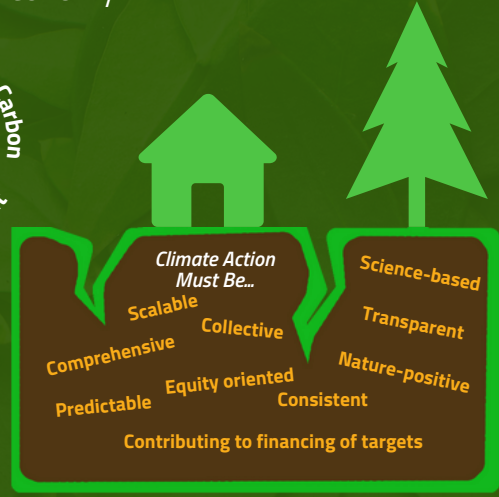 Carbon
Climate Action
Must Be...
Scalable
Collective
Comprehensive
Equity oriented
Predictable
Consistent
Science-based
Transparent
Nature-positive
Contributing to financing of targets